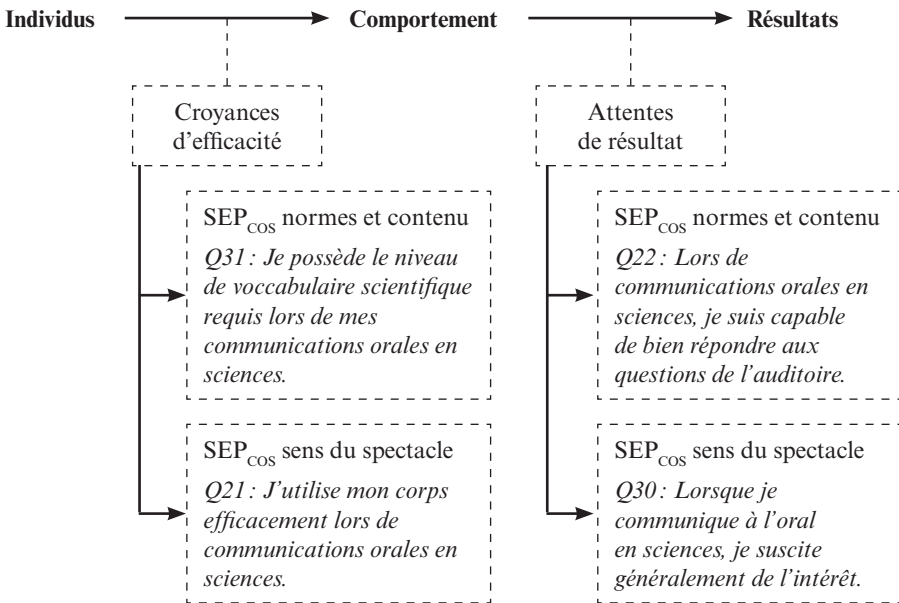 Individus Comportement Résultats
Croyances
d'efficacité
SEPCOS normes et contenu
Q31 : Je possède le niveau
de voccabulaire scientifique
requis lors de mes
communications orales en
sciences.
SEPCOS sens du spectacle
Q21 : J'utilise mon corps
efficacement lors de
communications orales en
sciences.
Attentes
de résultat
SEPCOS normes et contenu
Q22 : Lors de
communications orales en
sciences, je suis capable
de bien répondre aux
questions de l'auditoire.
SEPCOS sens du spectacle
Q30 : Lorsque je
communique à l'oral
en sciences, je suscite
généralement de l'intérêt.